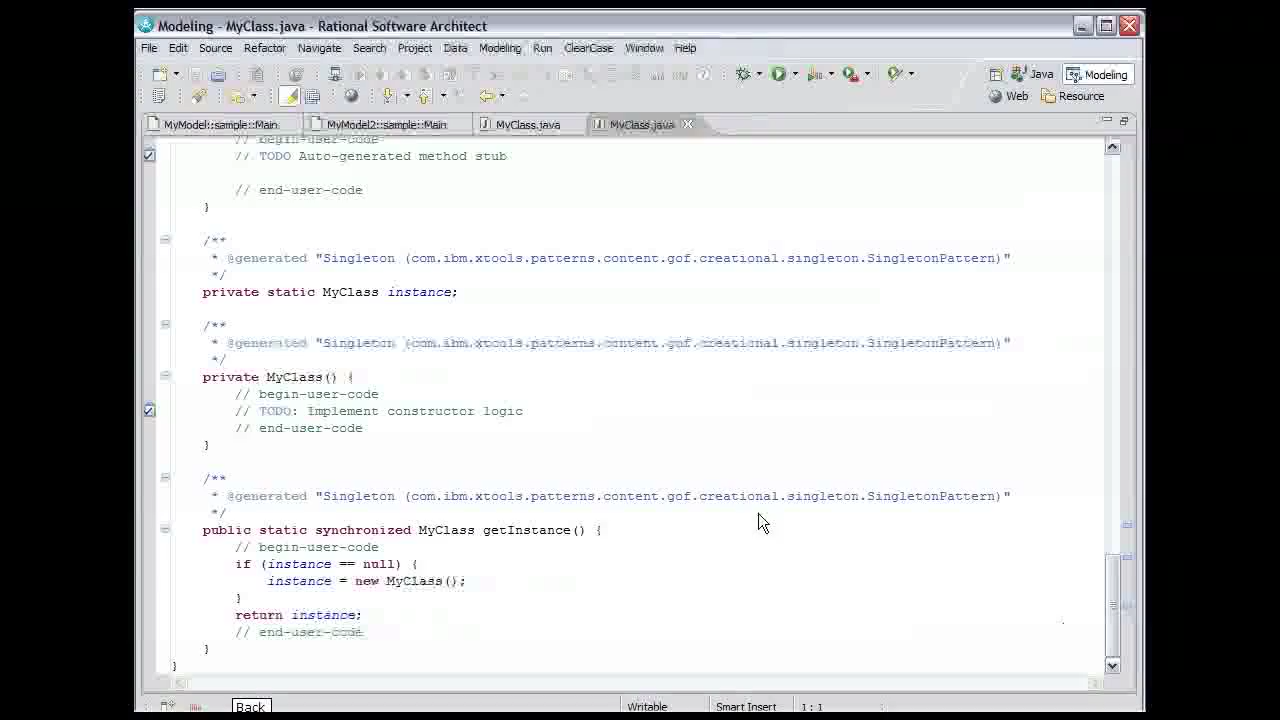 Modeling - MyClass.java - Rational Software Architect
File Edit Source Refactor Navigate Search Project Data Modeling Run ClearCase Window Help
Java Modeling
Web Resource
MyModel::sample::Main MyModel2::sample::Main MyClass.java MyClass.java
// begin-user-code
// TODO Auto-generated method stub
// end-user-code
}
/**
* @generated "Singleton (com.ibm.xtools.patterns.content.gof.creational.singleton.SingletonPattern)"
*/
private static MyClass instance;
/**
* @generated "Singleton (com.ibm.xtools.patterns.content.gof.creational.singleton.SingletonPattern)"
*/
private MyClass() {
// begin-user-code
// TODO: Implement constructor logic
// end-user-code
}
/**
* @generated "Singleton (com.ibm.xtools.patterns.content.gof.creational.singleton.SingletonPattern)"
*/
public static synchronized MyClass getInstance() {
// begin-user-code
if (instance == null) {
instance = new MyClass();
}
return instance;
// end-user-code
}
}
Back Writable Smart Insert 1 : 1